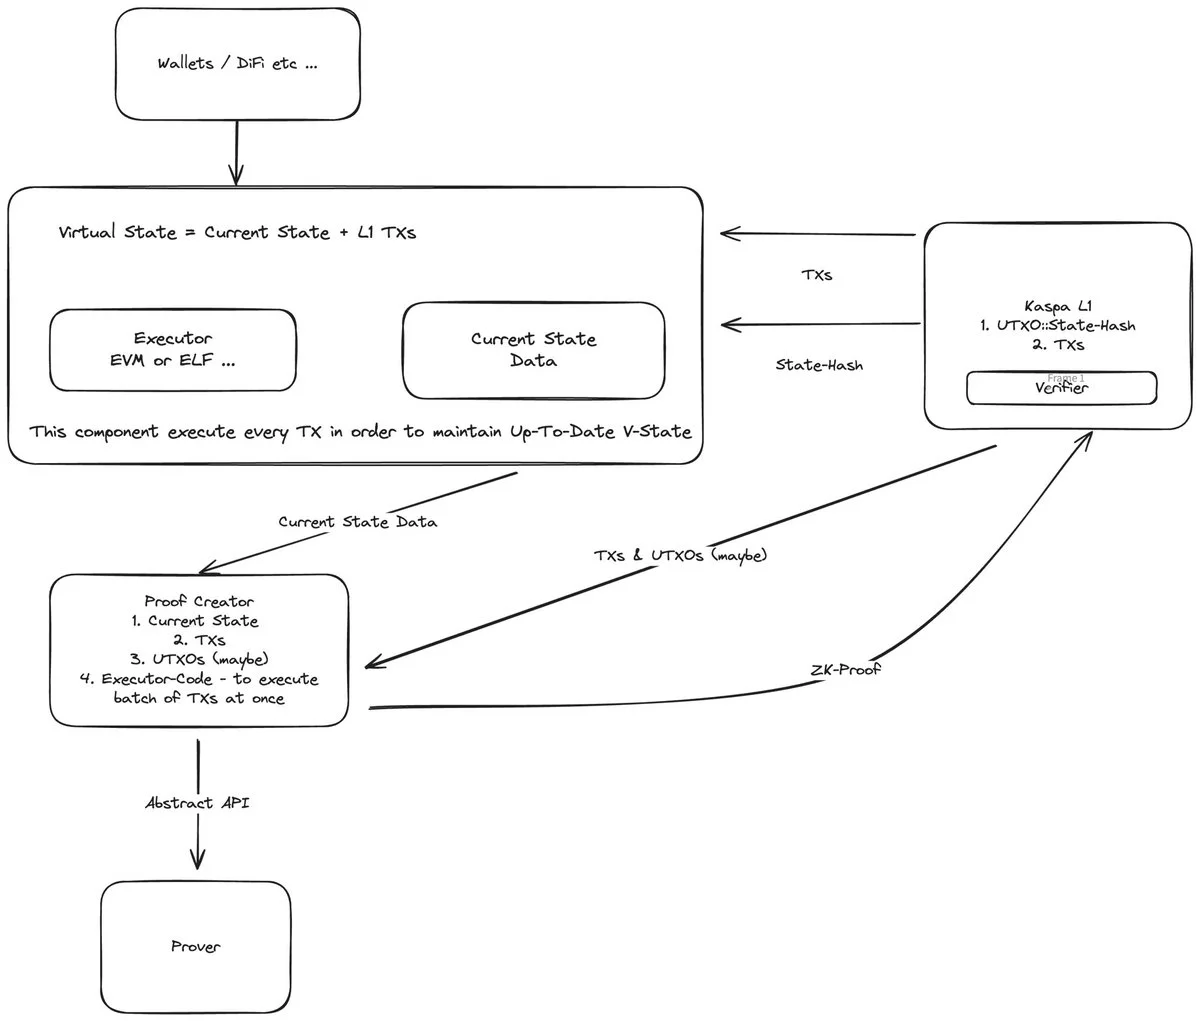 Wallets / DiFi etc ...
Virtual State = Current State + L1 TXs
Executor
EVM or ELF ...
Current State
Data
This component execute every TX in order to maintain Up-To-Date V-State
TXs
State-Hash
Kaspa L1
1. UTXO::State-Hash
2. TXs
Frame 1
Verifier
Current State Data
TXs & UTXOs (maybe)
Proof Creator
1. Current State
2. TXs
3. UTXOs (maybe)
4. Executor-Code - to execute
batch of TXs at once
ZK-Proof
Abstract API
Prover